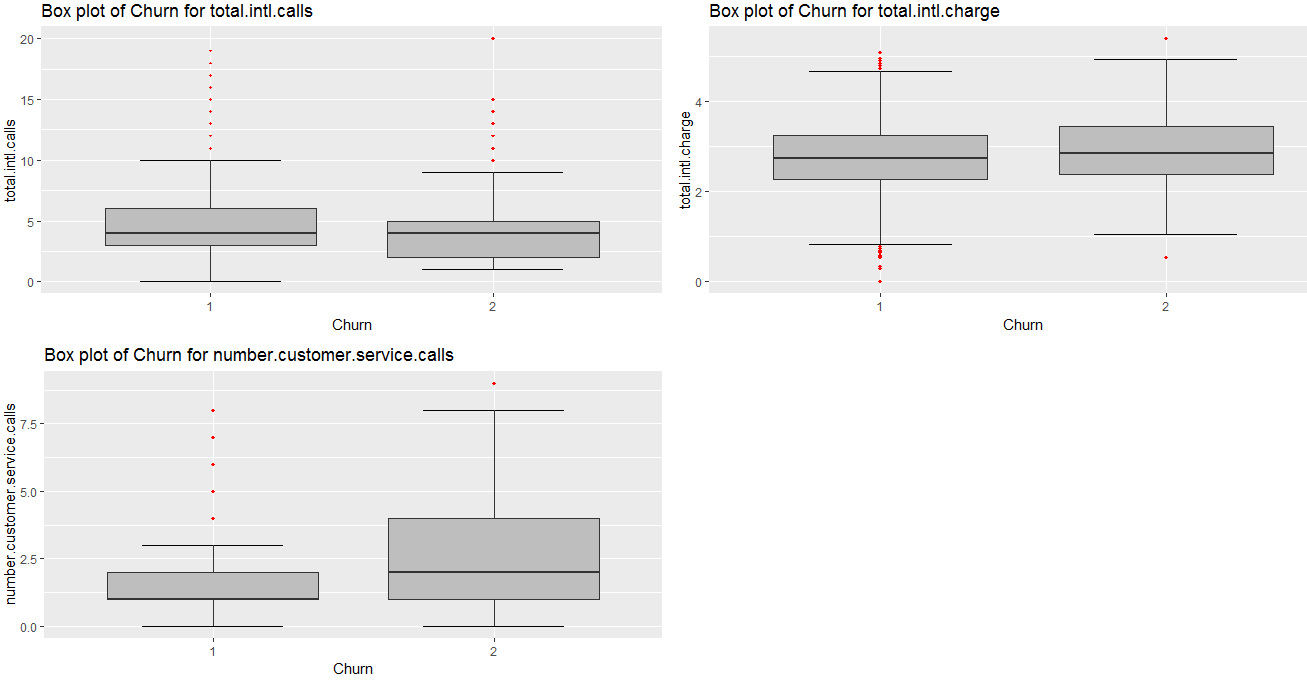 Box plot of Churn for total.intl.calls
total.intl.calls
20
15
10
5
0
1 2
Churn
Box plot of Churn for total.intl.charge
total.intl.charge
4
2
0
1 2
Churn
Box plot of Churn for number.customer.service.calls
number.customer.service.calls
7.5
5.0
2.5
0.0
1 2
Churn